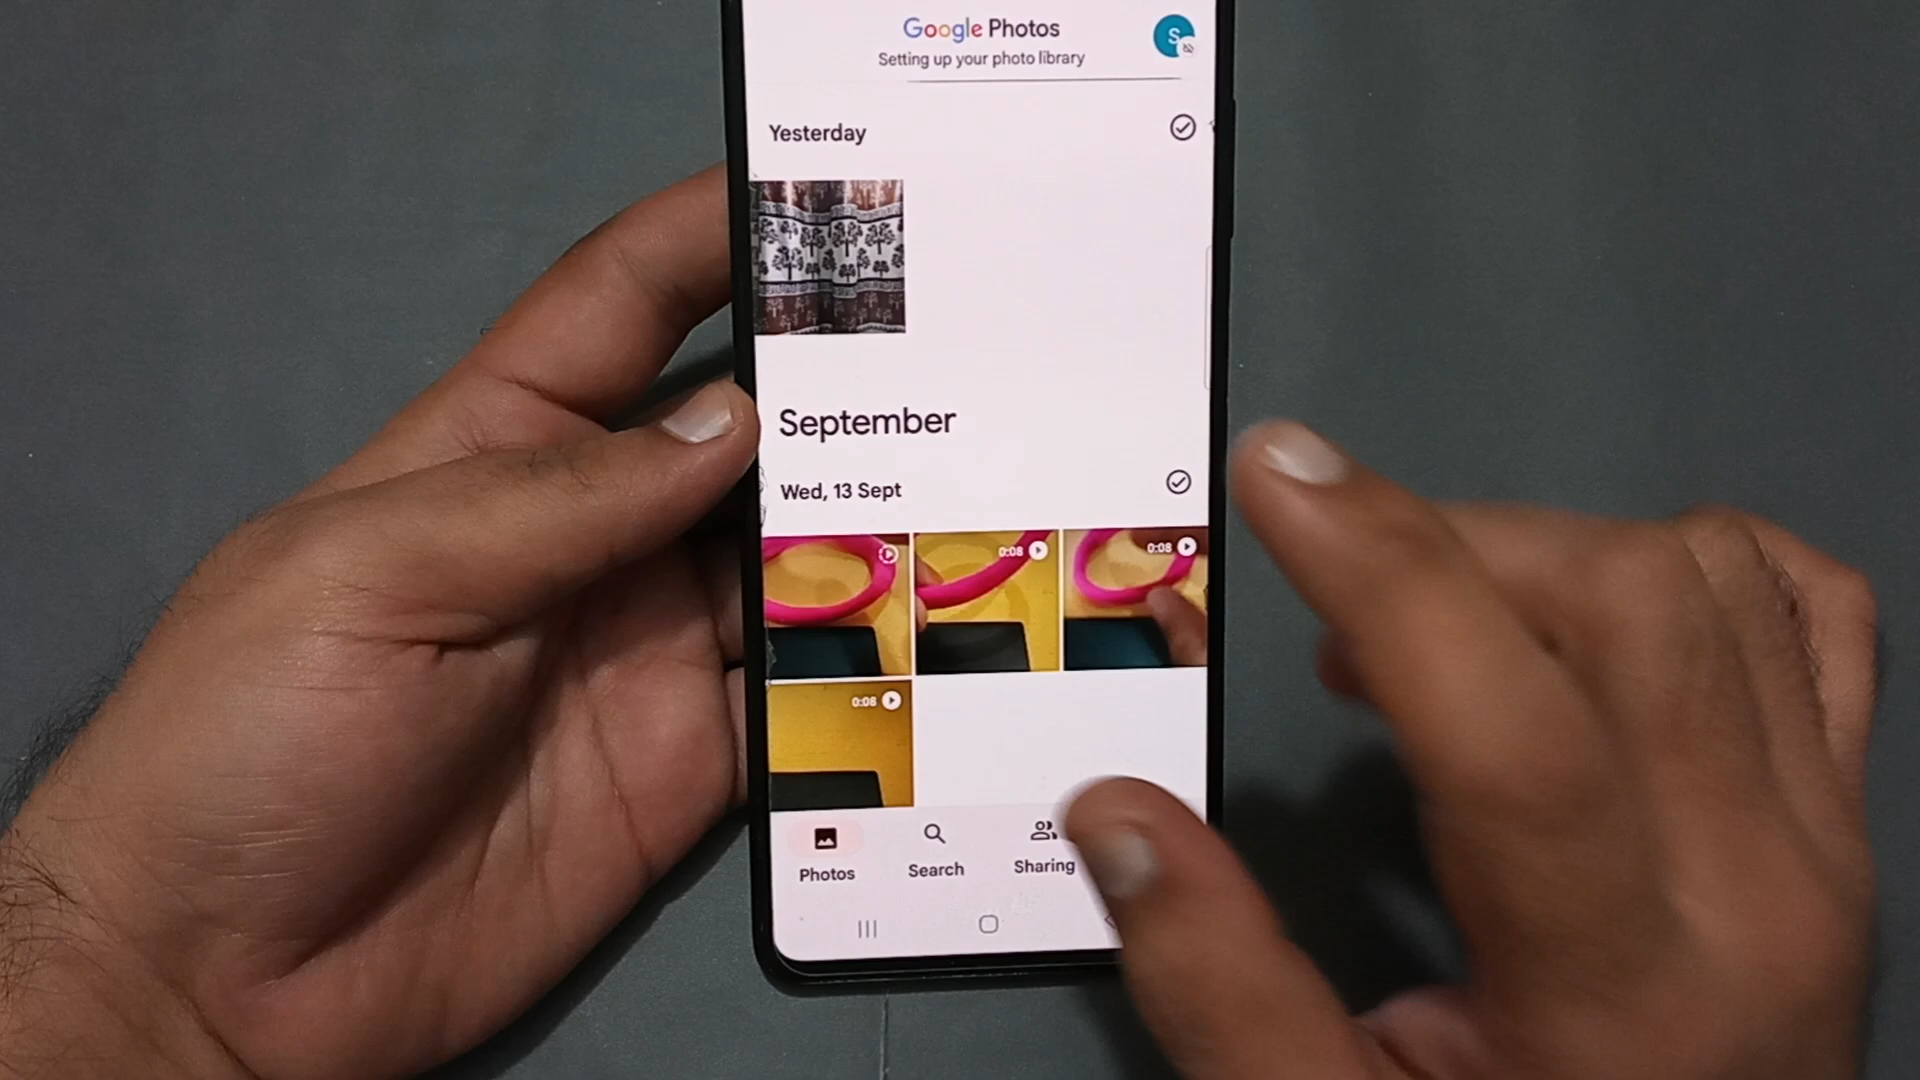 Google Photos
S
Setting up your photo library
Yesterday
September
Wed, 13 Sept
0:08
0:08
0:08
Photos
Search
Sharing